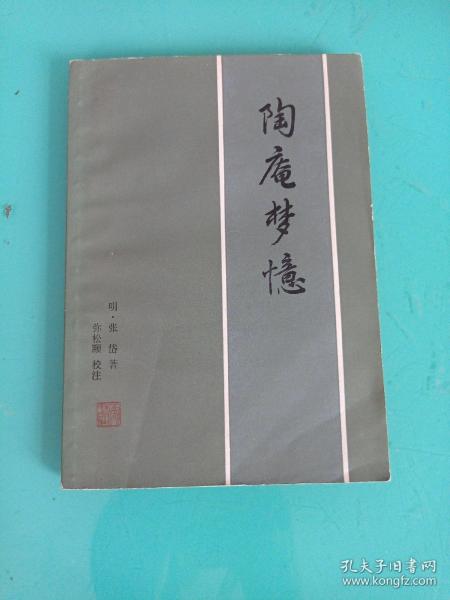 陶庵梦憶
明·张岱 著
弥松颐 校注
孔夫子旧书网
www.kongfz.com